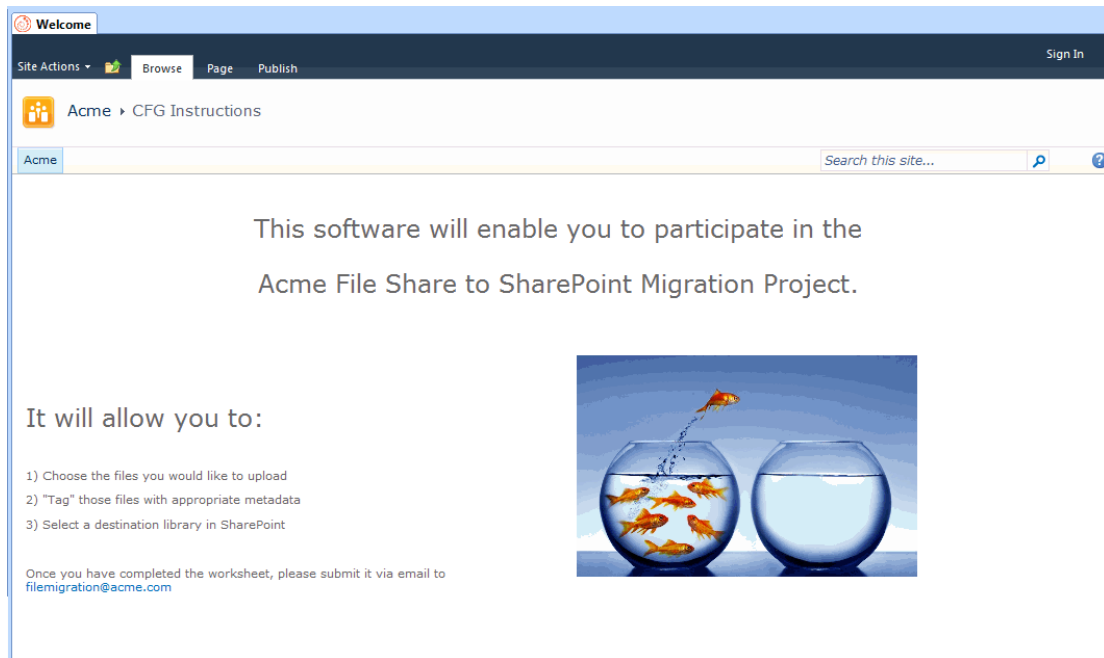 Welcome
Sign In
Site Actions
Browse
Page
Publish
Acme
CFG Instructions
Acme
Search this site...
?
This software will enable you to participate in the
Acme File Share to SharePoint Migration Project.
It will allow you to:
1) Choose the files you would like to upload
2) "Tag" those files with appropriate metadata
3) Select a destination library in SharePoint
Once you have completed the worksheet, please submit it via email to
filemigration@acme.com